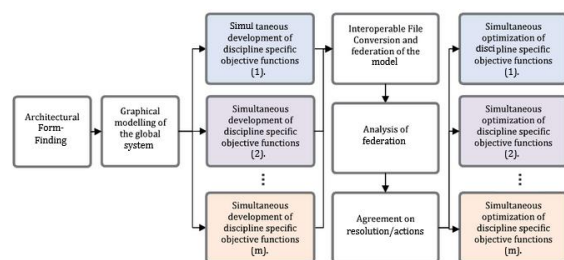 Architectural
Form-
Finding
Graphical
modelling of
the global
system
Simul taneous
development of
discipline specific
objective functions
(1).
Simultaneous
development of
discipline specific
objective functions
(2).
⋮
Simultaneous
development of
discipline specific
objective functions
(m).
Interoperable File
Conversion and
federation of the
model
Analysis of
federation
Agreement on
resolution/actions
Simultaneous
optimization of
discipline specific
objective functions
(1).
Simultaneous
optimization of
discipline specific
objective functions
(2).
⋮
Simultaneous
optimization of
discipline specific
objective functions
(m).